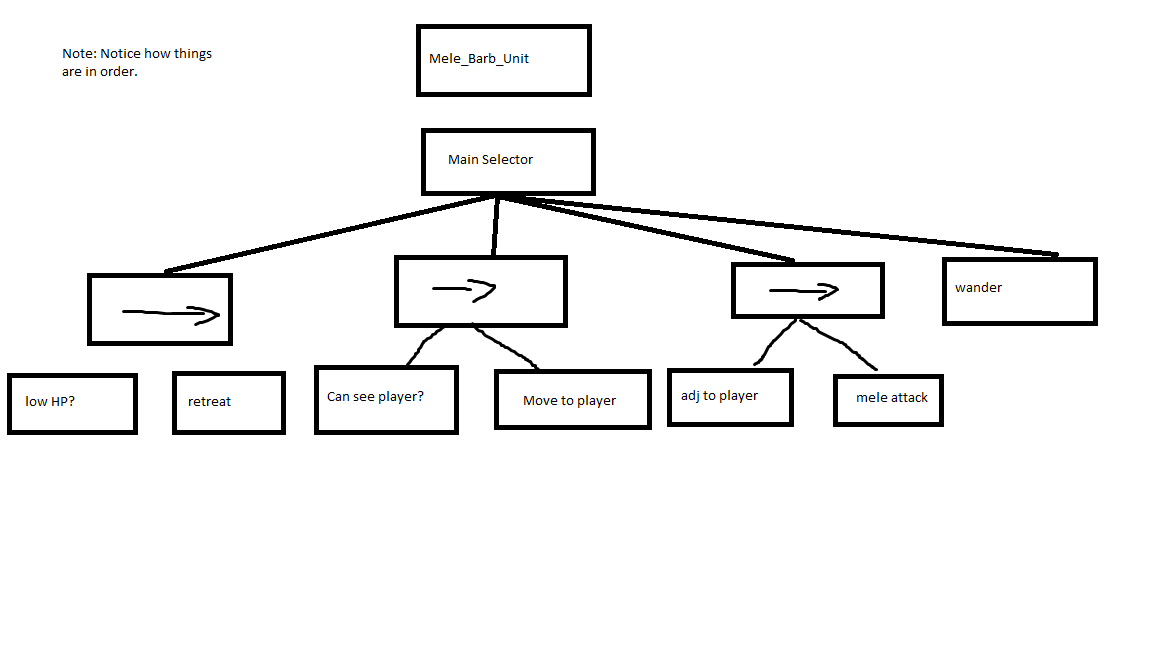 Note: Notice how things
are in order.
Mele_Barb_Unit
Main Selector
wander
low HP?
retreat
Can see player?
Move to player
adj to player
mele attack